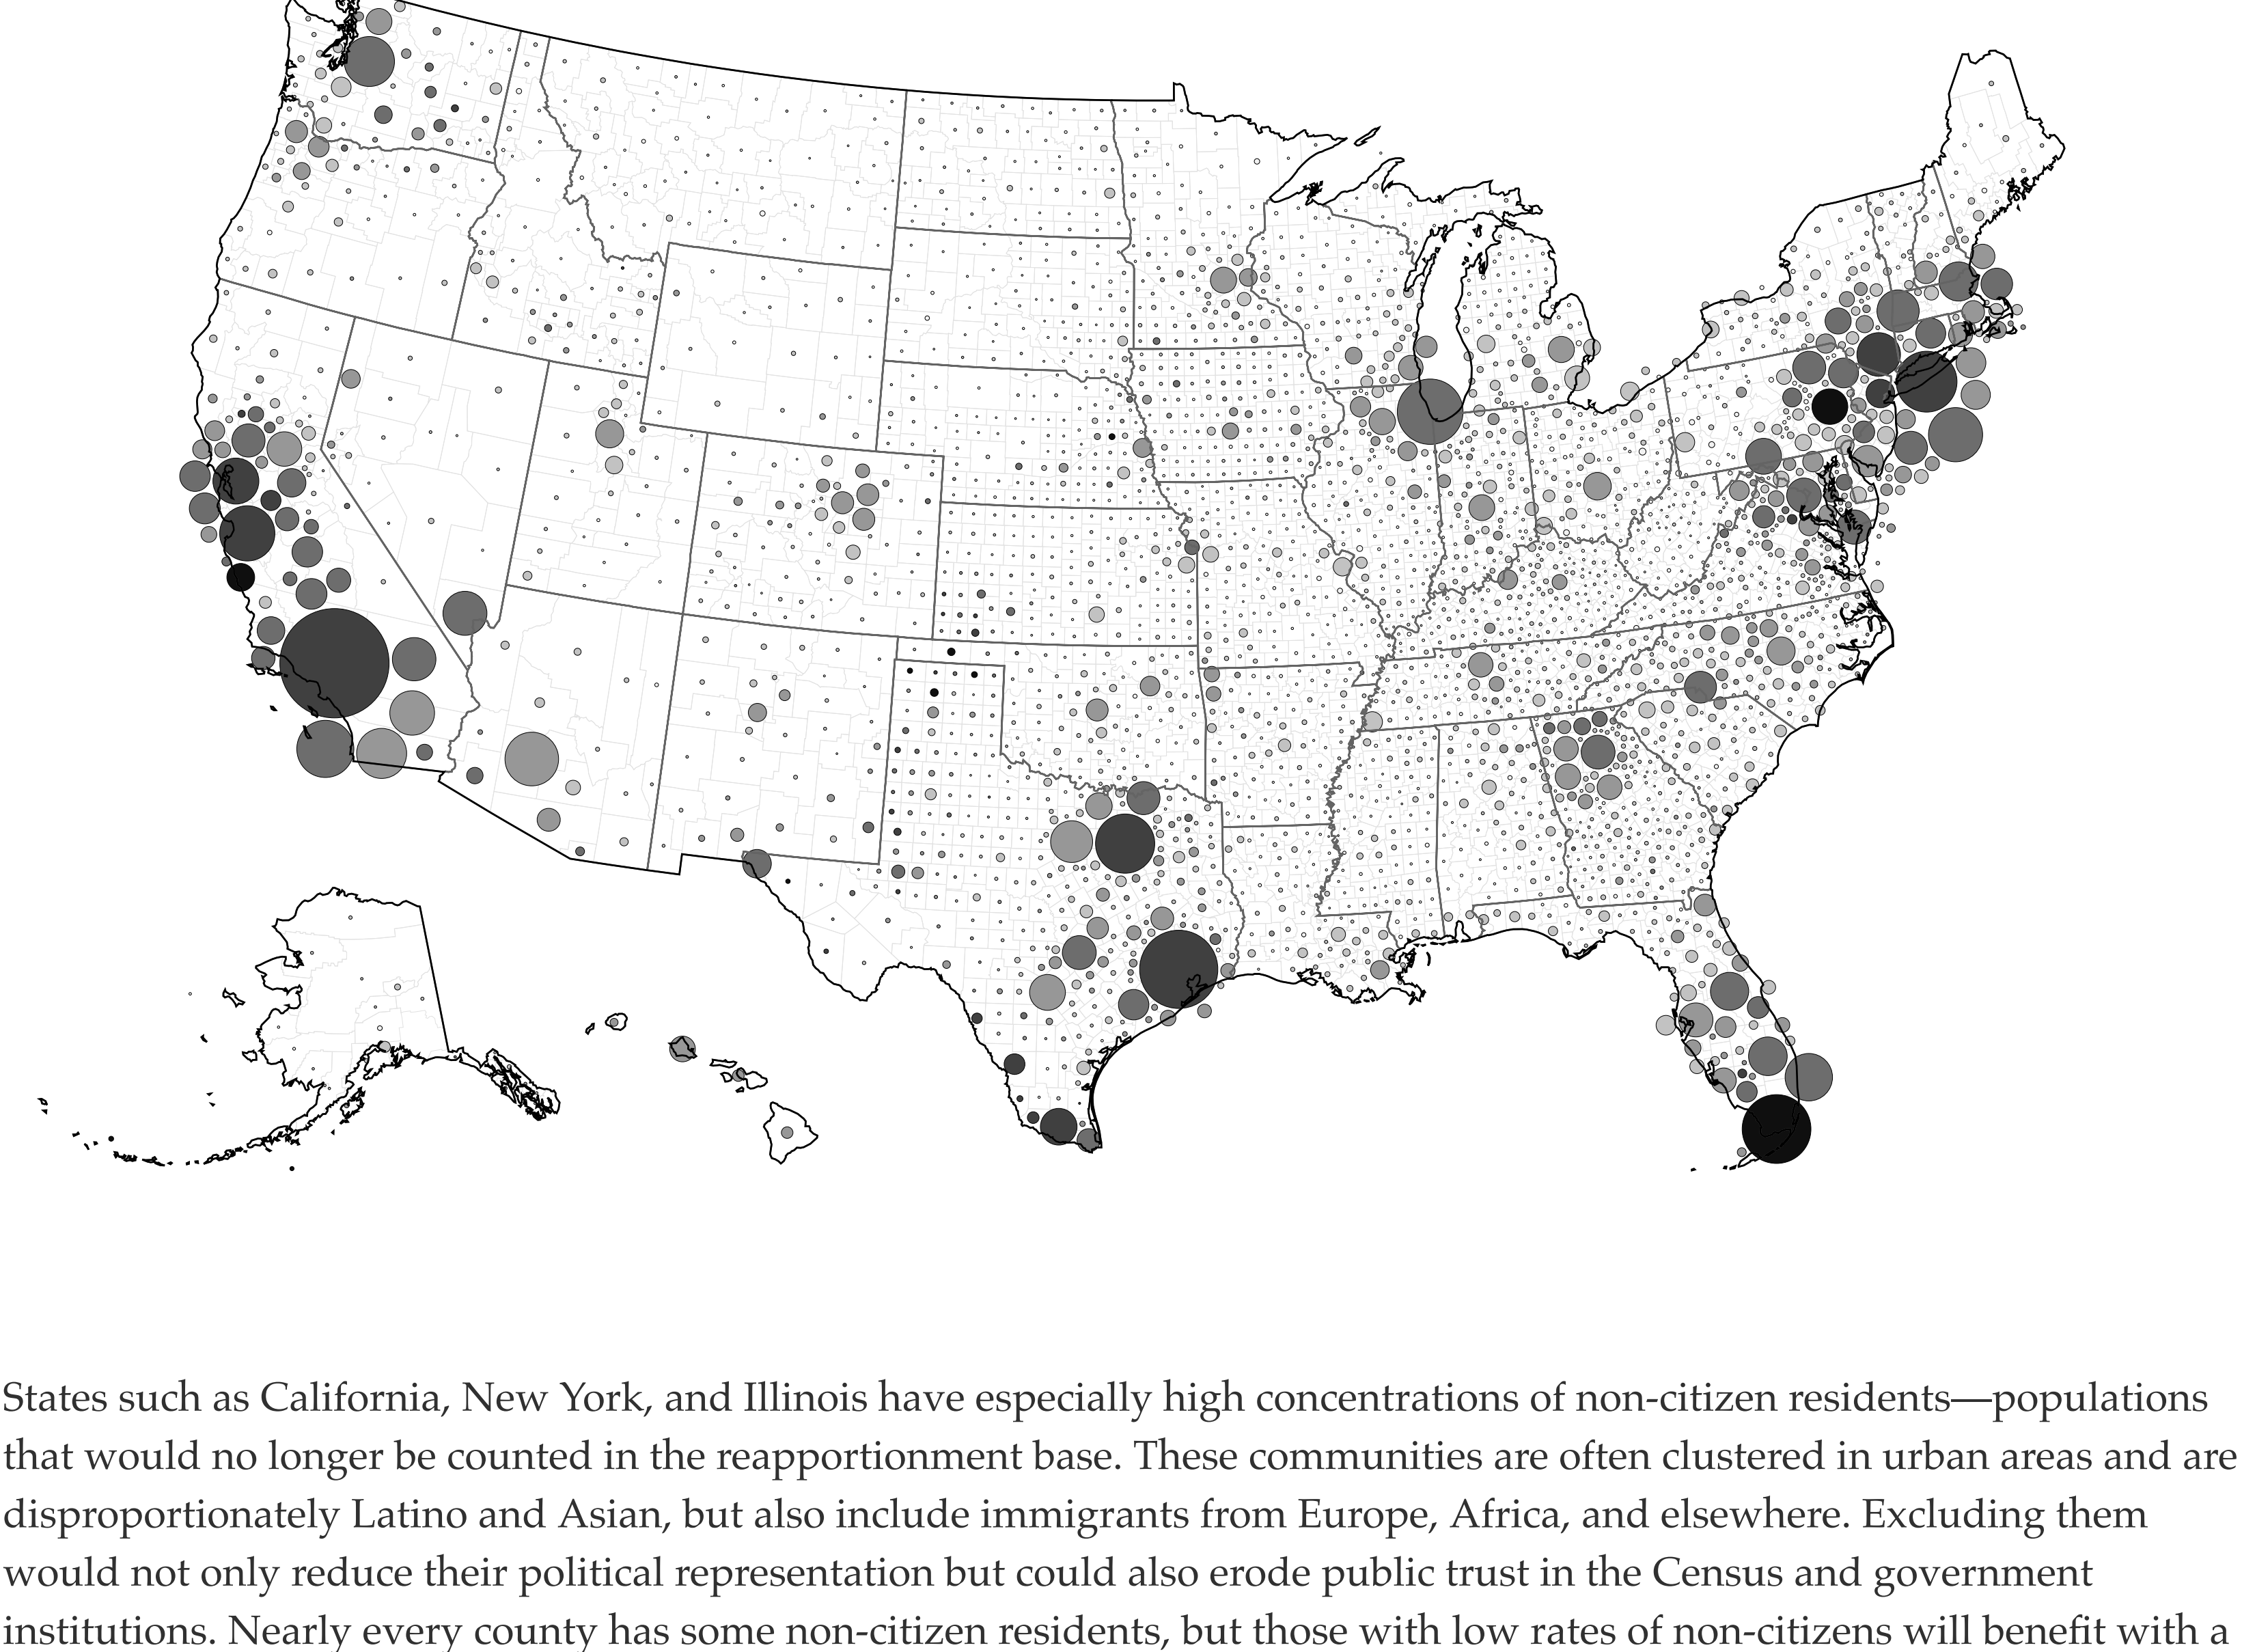 States such as California, New York, and Illinois have especially high concentrations of non-citizen residents—populations
that would no longer be counted in the reapportionment base. These communities are often clustered in urban areas and are
disproportionately Latino and Asian, but also include immigrants from Europe, Africa, and elsewhere. Excluding them
would not only reduce their political representation but could also erode public trust in the Census and government
institutions. Nearly every county has some non-citizen residents, but those with low rates of non-citizens will benefit with a